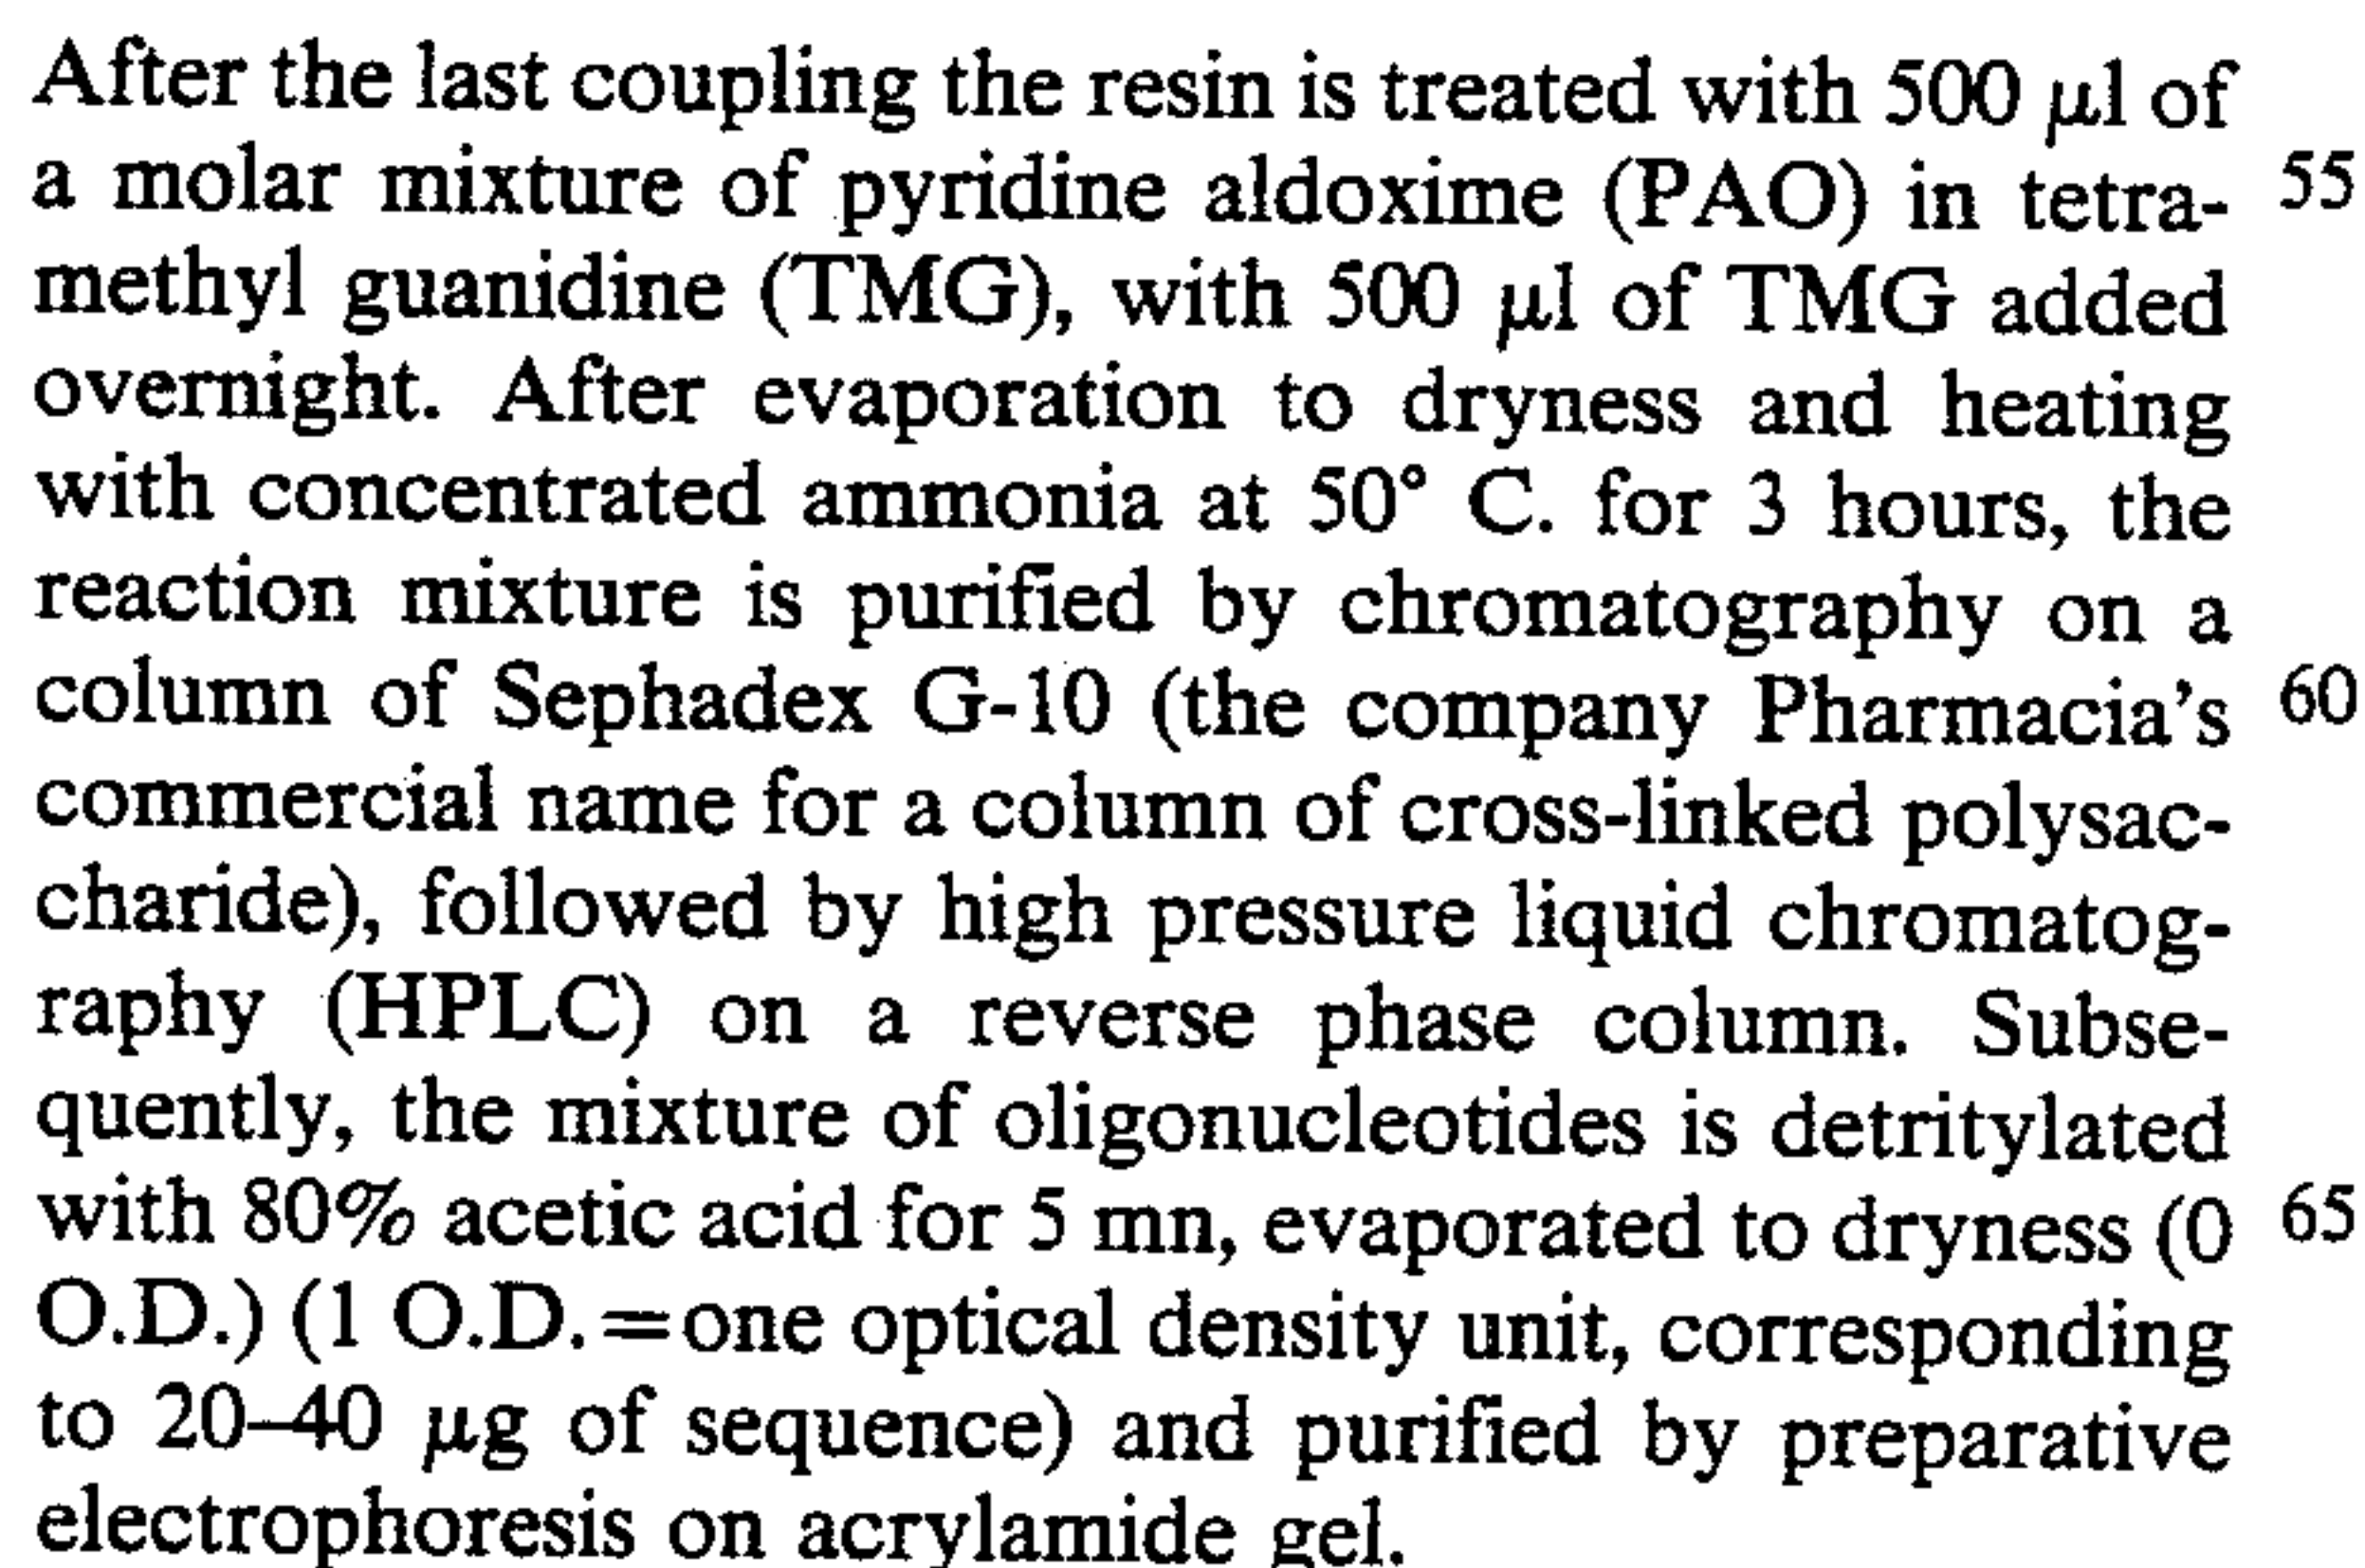 After the last coupling the resin is treated with 500 μl of
a molar mixture of pyridine aldoxime (PAO) in tetra- 55
methyl guanidine (TMG), with 500 μl of TMG added
overnight. After evaporation to dryness and heating
with concentrated ammonia at 50° C. for 3 hours, the
reaction mixture is purified by chromatography on a
column of Sephadex G-10 (the company Pharmacia's 60
commercial name for a column of cross-linked polysac-
charide), followed by high pressure liquid chromatog-
raphy (HPLC) on a reverse phase column. Subse-
quently, the mixture of oligonucleotides is detritylated
with 80% acetic acid for 5 mn, evaporated to dryness (0 65
O.D.) (1 O.D.=one optical density unit, corresponding
to 20–40 μg of sequence) and purified by preparative
electrophoresis on acrylamide gel.